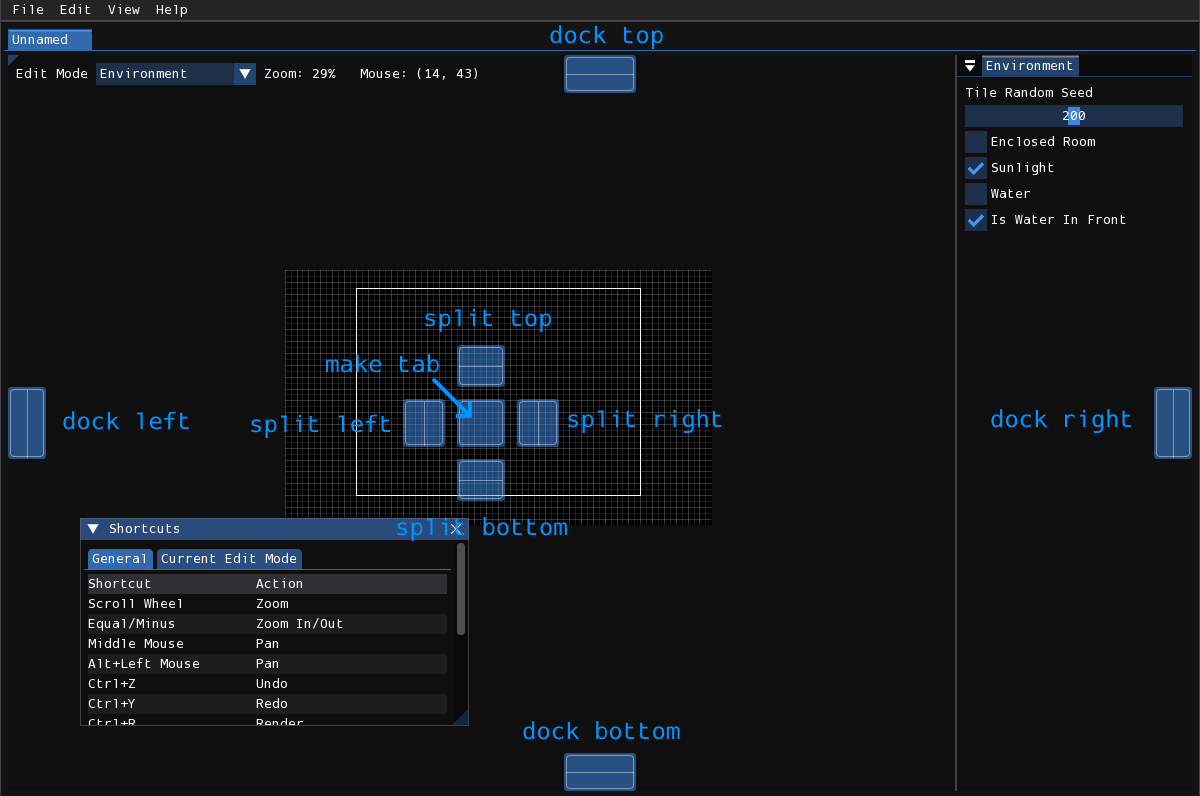 File Edit View Help
Unnamed
dock top
Edit Mode Environment Zoom: 29% Mouse: (14, 43)
Environment
Tile Random Seed
200
Enclosed Room
Sunlight
Water
Is Water In Front
split top
make tab
split left
split right
dock left
dock right
split bottom
Shortcuts
General Current Edit Mode
Shortcut Action
Scroll Wheel Zoom
Equal/Minus Zoom In/Out
Middle Mouse Pan
Alt+Left Mouse Pan
Ctrl+Z Undo
Ctrl+Y Redo
Ctrl+R Render
dock bottom